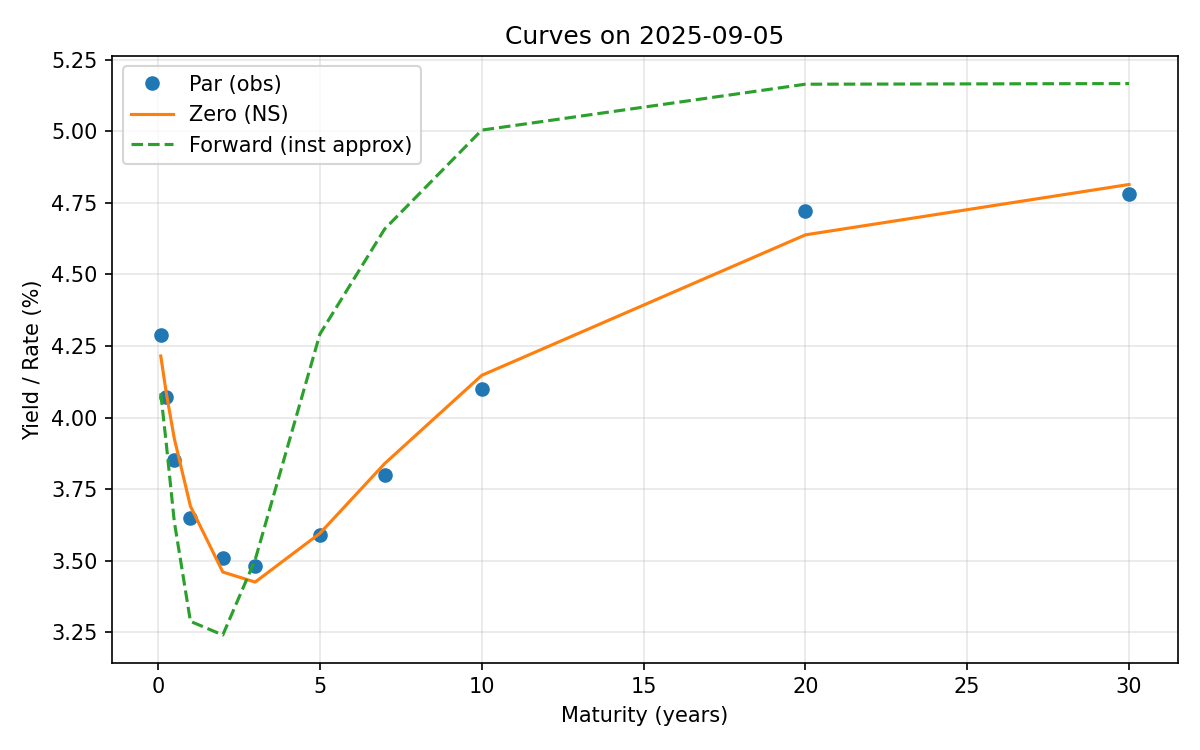 Curves on 2025-09-05
Par (obs)
Zero (NS)
Forward (inst approx)
Yield / Rate (%)
5.25
5.00
4.75
4.50
4.25
4.00
3.75
3.50
3.25
0 5 10 15 20 25 30
Maturity (years)